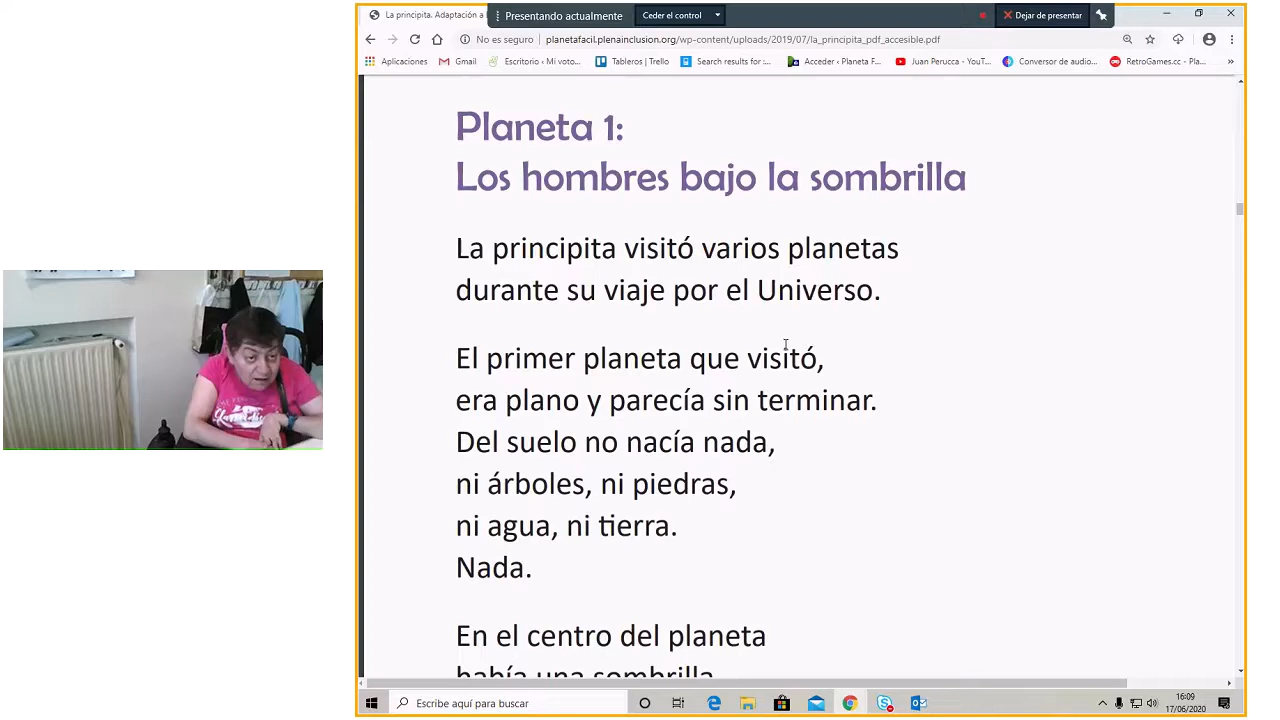 La principita. Adaptación a l
Presentando actualmente
Ceder el control
Dejar de presentar
No es seguro
planetafacil.plenainclusion.org/wp-content/uploads/2019/07/la_principita_pdf_accesible.pdf
Aplicaciones
Gmail
Escritorio ‹ Mi voto...
Tableros | Trello
Search results for :...
Acceder ‹ Planeta F...
Juan Perucca - YouT...
Conversor de audio...
RetroGames.cc - Pla...
Planeta 1:
Los hombres bajo la sombrilla
La principita visitó varios planetas
durante su viaje por el Universo.
El primer planeta que visitó,
era plano y parecía sin terminar.
Del suelo no nacía nada,
ni árboles, ni piedras,
ni agua, ni tierra.
Nada.
En el centro del planeta
había una sombrilla
Escribe aquí para buscar
16:09
17/06/2020